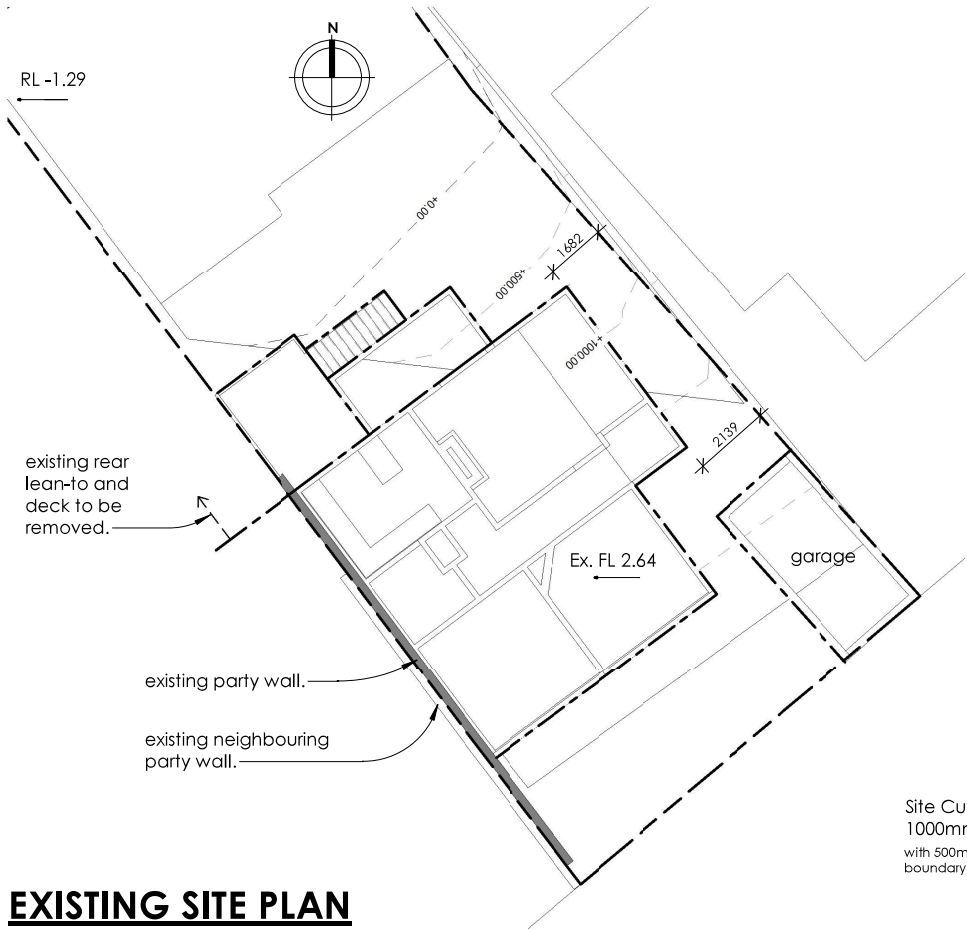 N
RL -1.29
+0.00
1682
+500.00
+1000.00
2139
existing rear
lean-to and
deck to be
removed.
Ex. FL 2.64
garage
existing party wall.
existing neighbouring
party wall.
Site Cu
1000mm
with 500m
boundary
EXISTING SITE PLAN